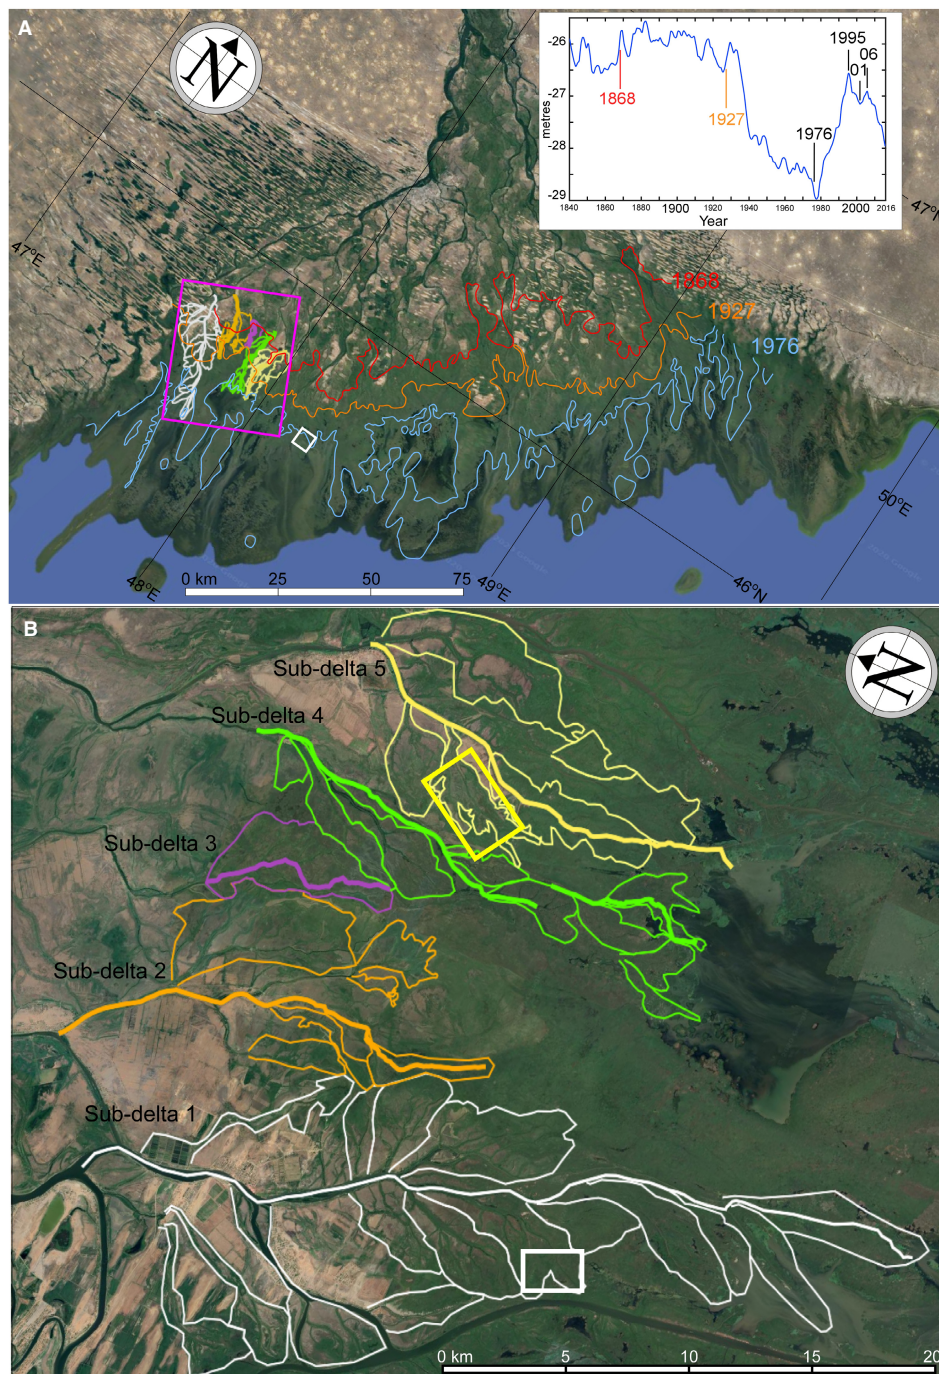 A
N
-26
-27
-28
-29
metres
1868
1927
1976
1995
01
06
1840 1860 1880 1900 1920 1940 1960 1980 2000 2016
Year
47°N
47°E
1868
1927
1976
50°E
0 km 25 50 75
48°E
49°E
46°N
B
N
Sub-delta 5
Sub-delta 4
Sub-delta 3
Sub-delta 2
Sub-delta 1
0 km 5 10 15 20